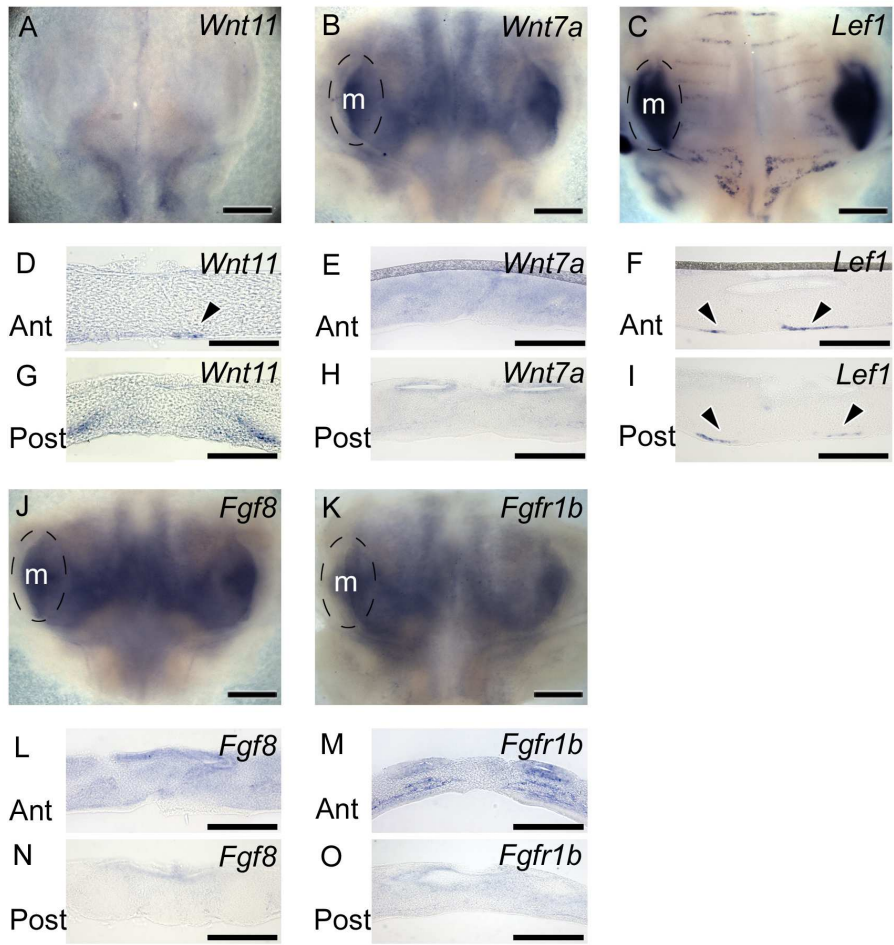 A Wnt11
B Wnt7a
m
C Lef1
m
D Wnt11
Ant
E Wnt7a
Ant
F Lef1
Ant
G Wnt11
Post
H Wnt7a
Post
I Lef1
Post
J Fgf8
m
K Fgfr1b
m
L Fgf8
Ant
M Fgfr1b
Ant
N Fgf8
Post
O Fgfr1b
Post